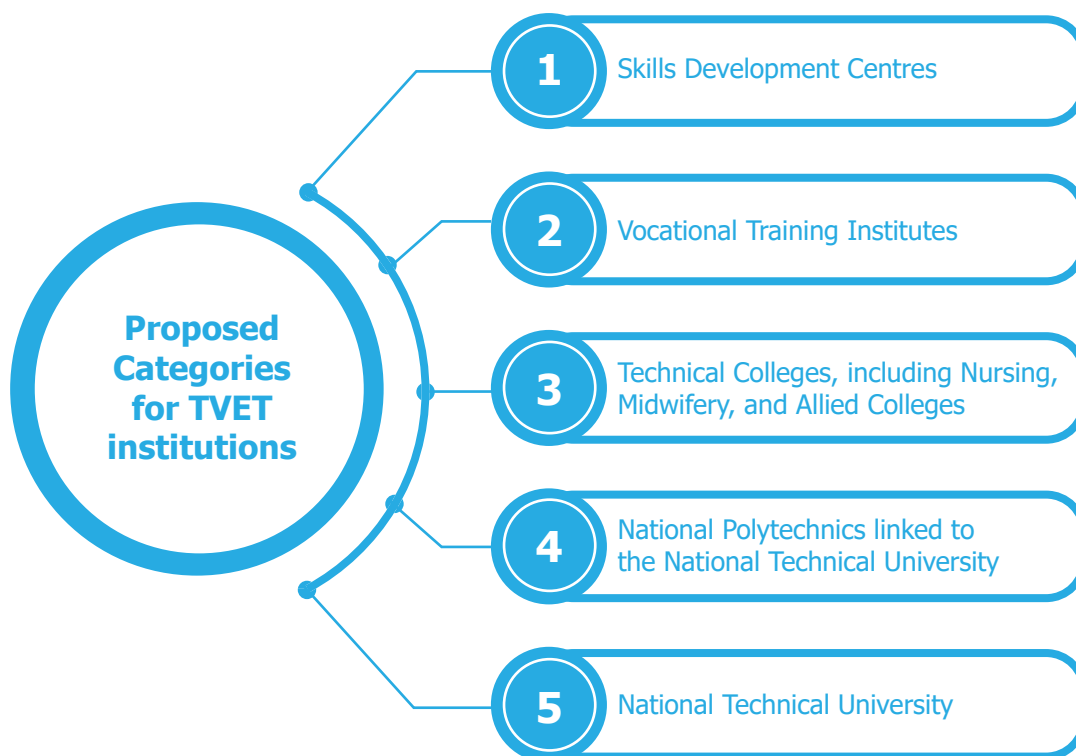 Proposed
Categories
for TVET
institutions
1
Skills Development Centres
2
Vocational Training Institutes
3
Technical Colleges, including Nursing,
Midwifery, and Allied Colleges
4
National Polytechnics linked to
the National Technical University
5
National Technical University